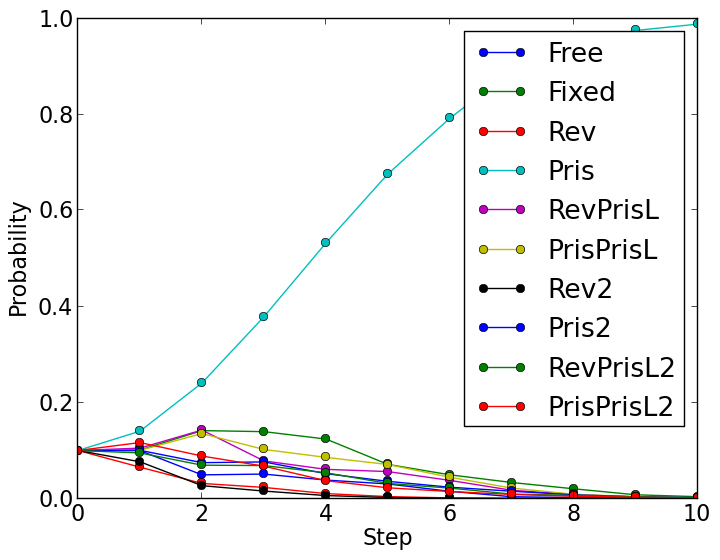 1.0
0.8
0.6
0.4
0.2
0.0
Probability
0 2 4 6 8 10
Step
Free
Fixed
Rev
Pris
RevPrisL
PrisPrisL
Rev2
Pris2
RevPrisL2
PrisPrisL2